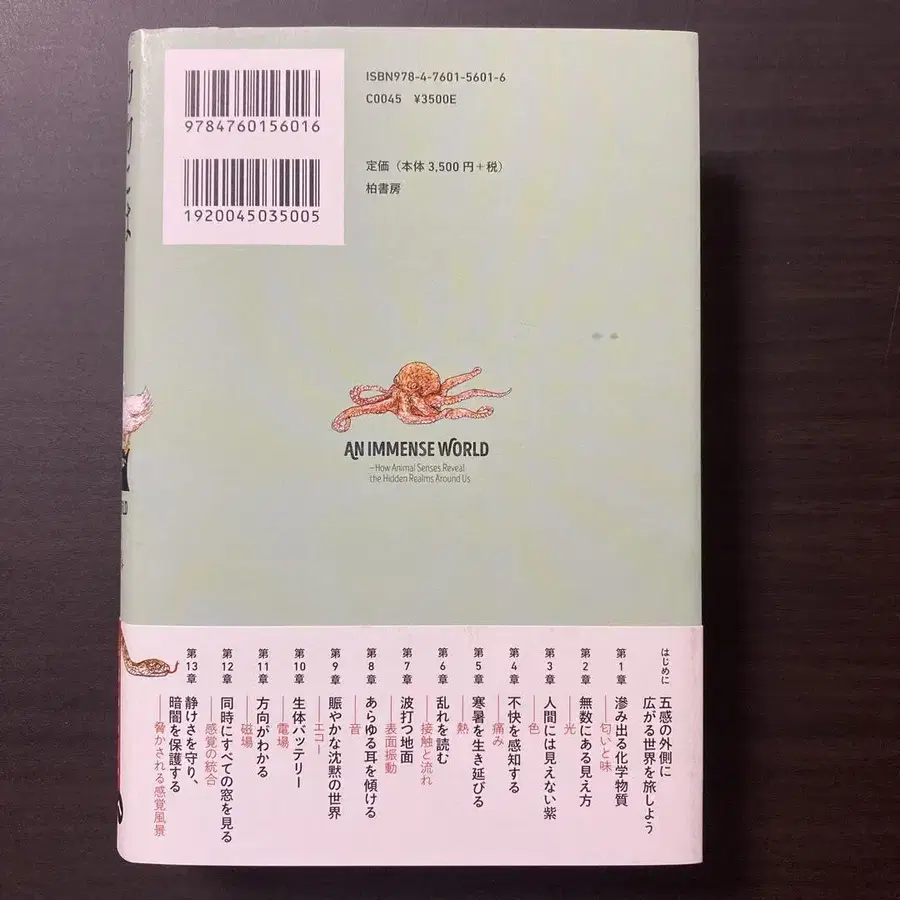 ISBN978-4-7601-5601-6
C0045 ¥3500E
9784760156016
1920045035005
定価（本体 3,500 円＋税）
柏書房
AN IMMENSE WORLD
—How Animal Senses Reveal
the Hidden Realms Around Us
はじめに
五感の外側に
広がる世界を旅しよう
第1章
滲み出る化学物質
——匂いと味
第2章
無数にある見え方
——光
第3章
人間には見えない紫
——色
第4章
不快を感知する
——痛み
第5章
寒暑を生き延びる
——熱
第6章
乱れを読む
——接触と流れ
第7章
波打つ地面
——表面振動
第8章
あらゆる耳を傾ける
——音
第9章
賑やかな沈黙の世界
——エコー
第10章
生体バッテリー
——電場
第11章
方向がわかる
——磁場
第12章
同時にすべての窓を見る
——感覚の統合
第13章
静けさを守り、
暗闇を保護する
——脅かされる感覚風景